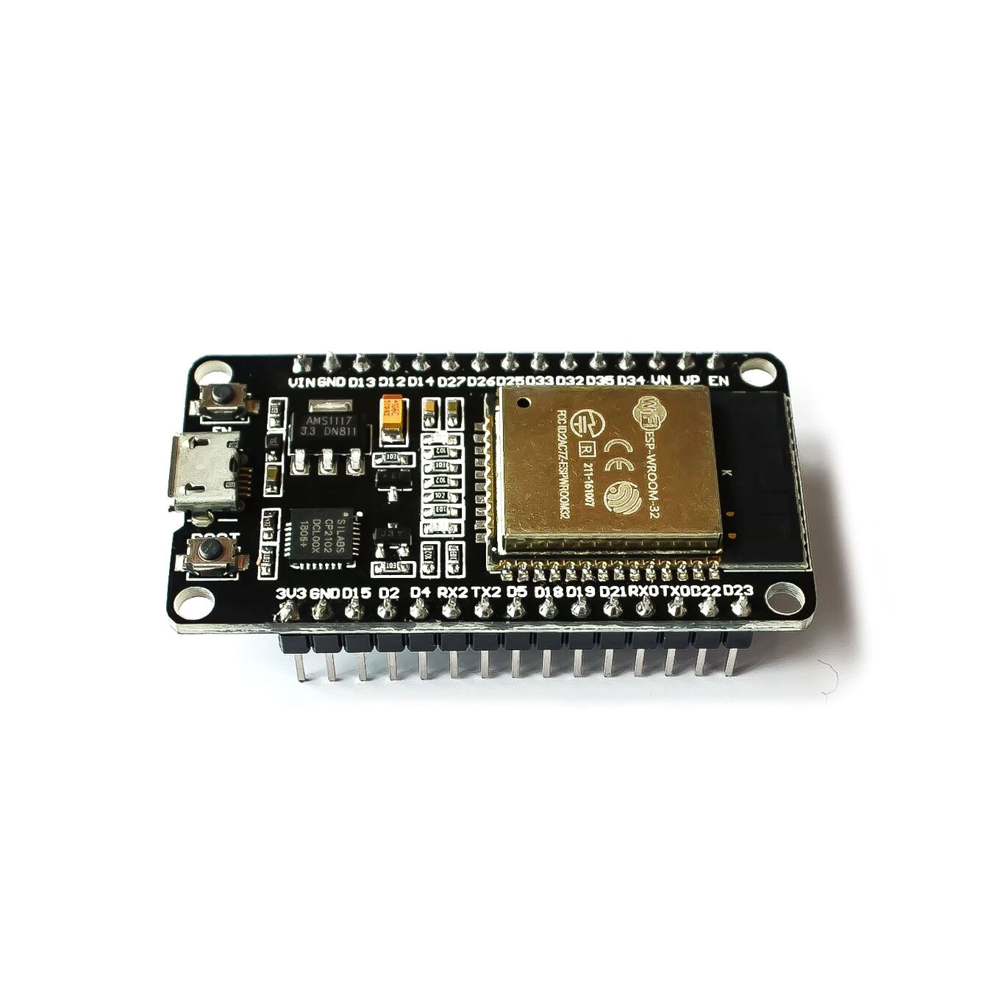 VIN GND D13 D12 D14 D27 D26 D25 D33 D32 D35 D34 VN VP EN
EN
AMS1117
3.3 DN811
WiFi
ESP-WROOM-32
CE
R 211-161007
FCC ID:2AC7Z-ESPWROOM32
SILABS
CP2102
DCL00X
1806+
BOOT
3V3 GND D15 D2 D4 RX2 TX2 D5 D18 D19 D21 RX0 TX0 D22 D23